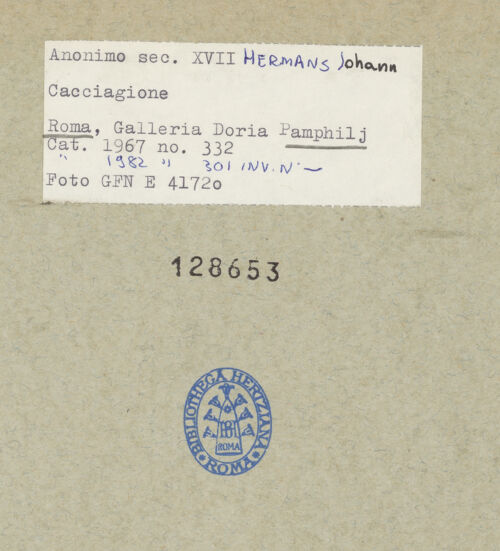 Anonimo sec. XVII HERMANS Johann
Cacciagione
Roma, Galleria Doria Pamphilj
Cat. 1967 no. 332
" 1982 " 301 INV. N° —
Foto GFN E 41720
128653
BIBLIOTHECA HERTZIANA
BH
ROMA
* ROMA *